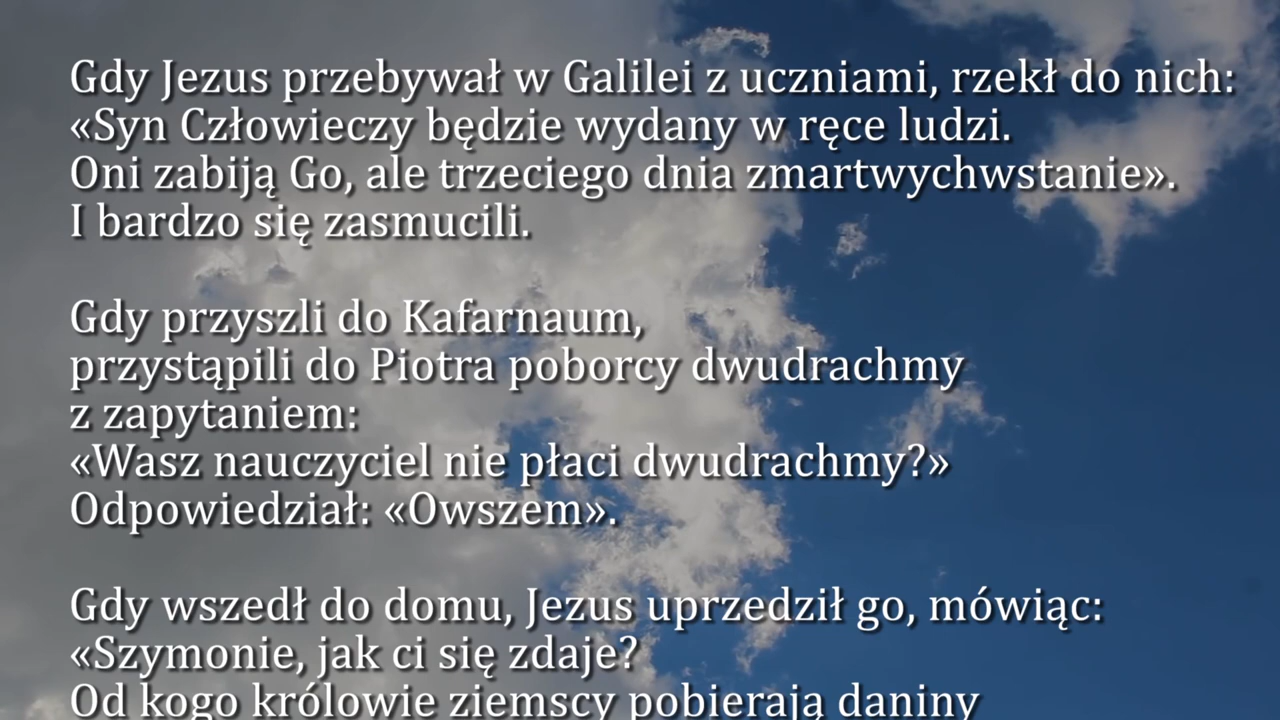 Gdy Jezus przebywał w Galilei z uczniami, rzekł do nich:
«Syn Człowieczy będzie wydany w ręce ludzi.
Oni zabiją Go, ale trzeciego dnia zmartwychwstanie».
I bardzo się zasmucili.
Gdy przyszli do Kafarnaum,
przystąpili do Piotra poborcy dwudrachmy
z zapytaniem:
«Wasz nauczyciel nie płaci dwudrachmy?»
Odpowiedział: «Owszem».
Gdy wszedł do domu, Jezus uprzedził go, mówiąc:
«Szymonie, jak ci się zdaje?
Od kogo królowie ziemscy pobierają daniny